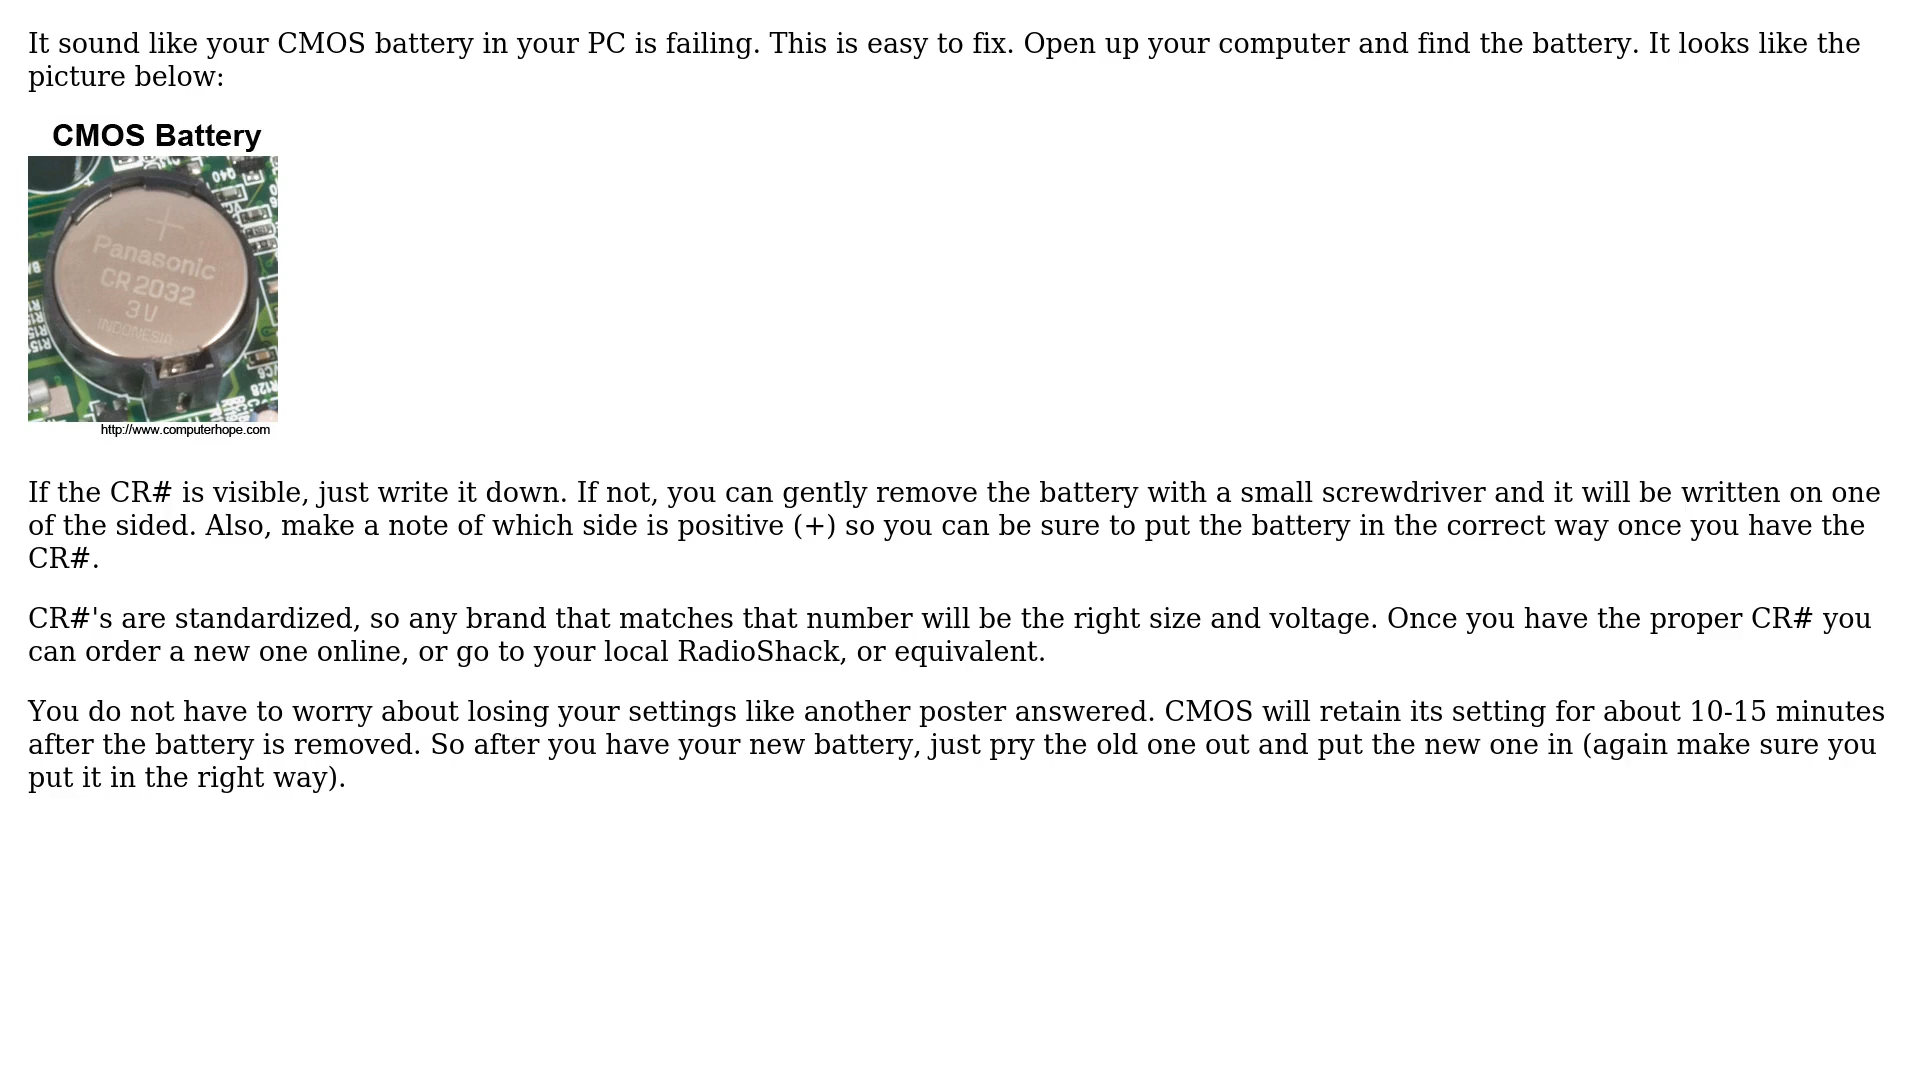 It sound like your CMOS battery in your PC is failing. This is easy to fix. Open up your computer and find the battery. It looks like the
picture below:
CMOS Battery
Q40
Panasonic
CR2032
3V
INDONESIA
VC6
R128
http://www.computerhope.com
If the CR# is visible, just write it down. If not, you can gently remove the battery with a small screwdriver and it will be written on one
of the sided. Also, make a note of which side is positive (+) so you can be sure to put the battery in the correct way once you have the
CR#.
CR#'s are standardized, so any brand that matches that number will be the right size and voltage. Once you have the proper CR# you
can order a new one online, or go to your local RadioShack, or equivalent.
You do not have to worry about losing your settings like another poster answered. CMOS will retain its setting for about 10-15 minutes
after the battery is removed. So after you have your new battery, just pry the old one out and put the new one in (again make sure you
put it in the right way).